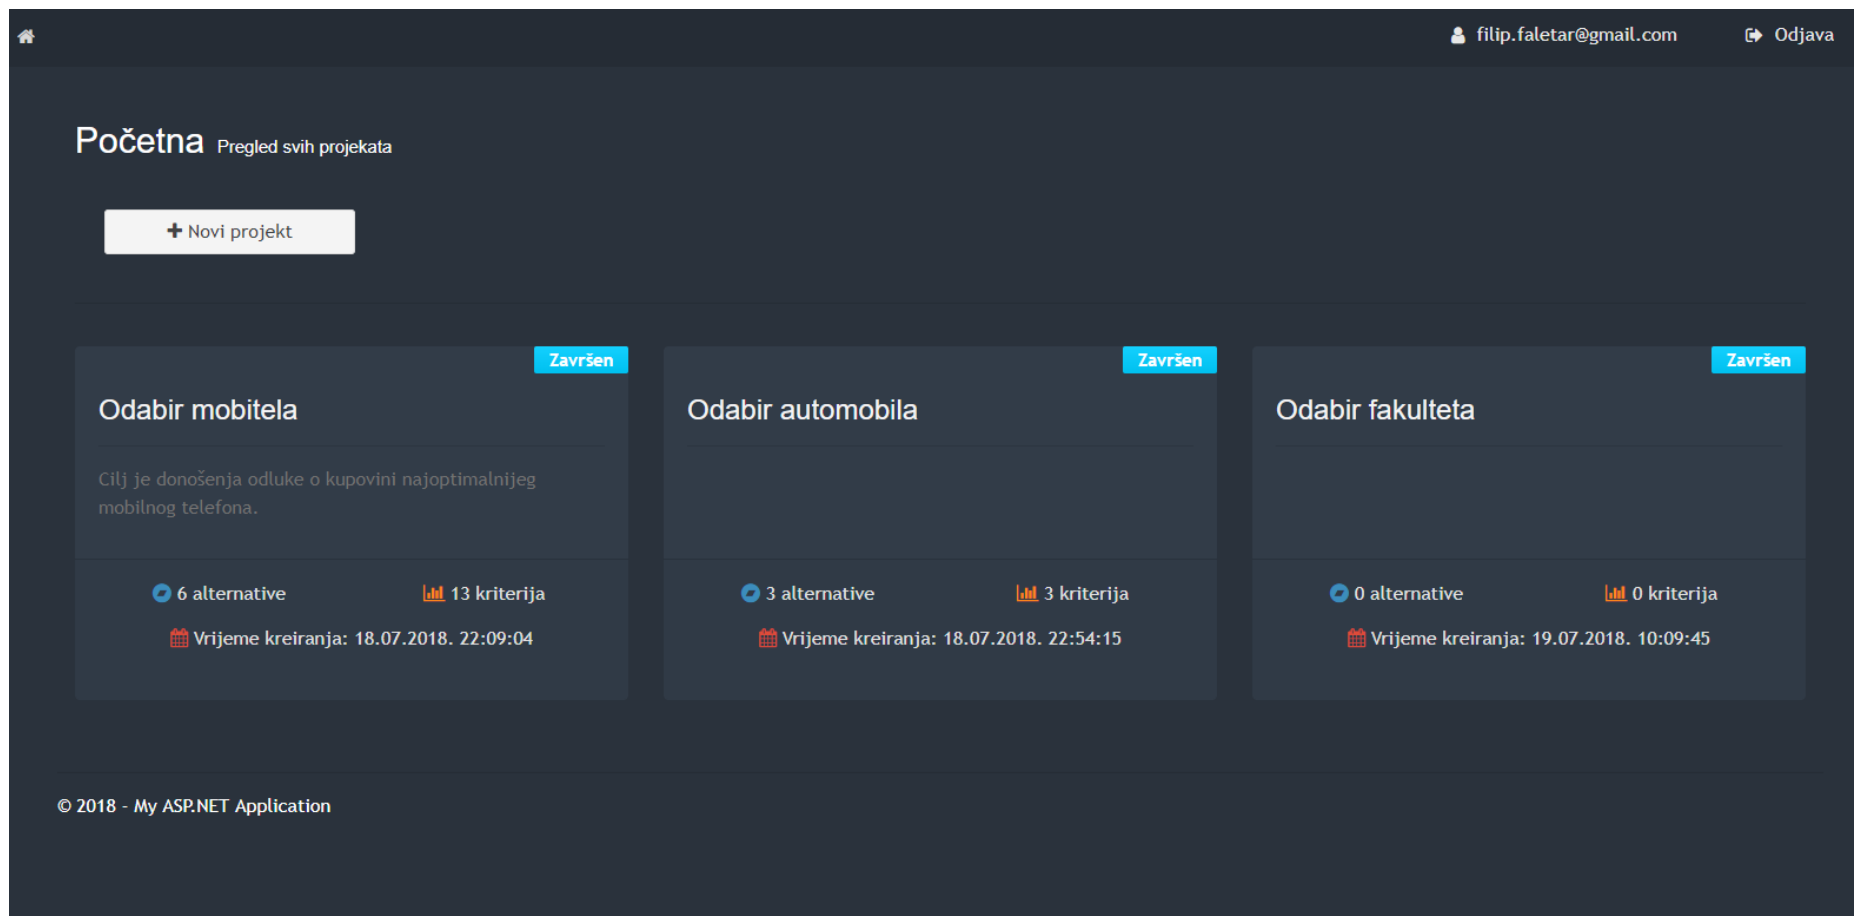 filip.faletar@gmail.com Odjava
Početna Pregled svih projekata
Novi projekt
Završen
Odabir mobitela
Cilj je donošenja odluke o kupovini najoptimalnijeg
mobilnog telefona.
6 alternative 13 kriterija
Vrijeme kreiranja: 18.07.2018. 22:09:04
Završen
Odabir automobila
3 alternative 3 kriterija
Vrijeme kreiranja: 18.07.2018. 22:54:15
Završen
Odabir fakulteta
0 alternative 0 kriterija
Vrijeme kreiranja: 19.07.2018. 10:09:45
© 2018 - My ASP.NET Application